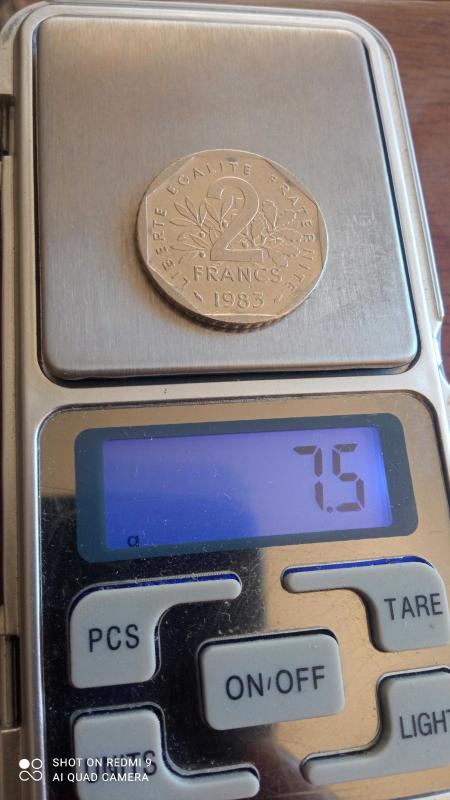 LIBERTE EGALITE FRATERNITE
2
FRANCS
1983
7.5
g
PCS
TARE
ON/OFF
UNITS
LIGHT
SHOT ON REDMI 9
AI QUAD CAMERA